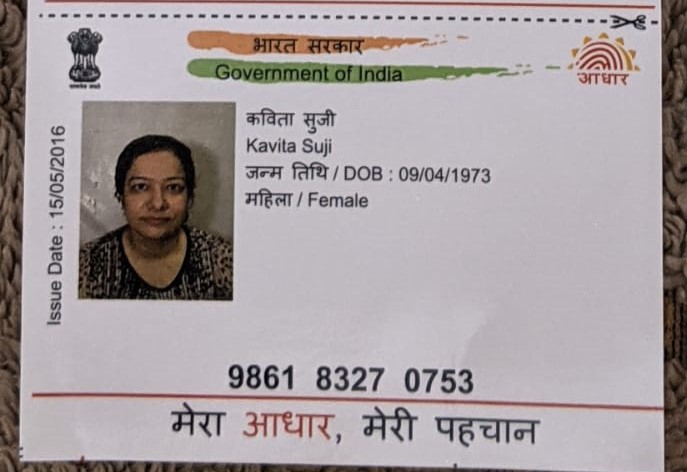 भारत सरकार
Government of India
आधार
Issue Date : 15/05/2016
कविता सुजी
Kavita Suji
जन्म तिथि / DOB : 09/04/1973
महिला / Female
9861 8327 0753
मेरा आधार, मेरी पहचान